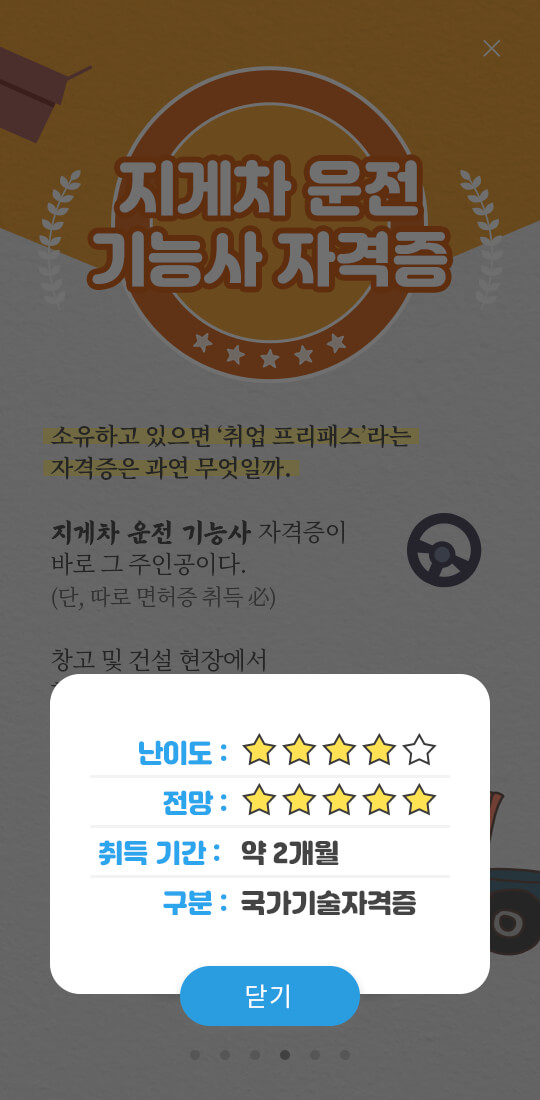 지게차 운전
기능사 자격증
소유하고 있으면 ‘취업 프리패스’라는
자격증은 과연 무엇일까.
지게차 운전 기능사 자격증이
바로 그 주인공이다.
(단, 따로 면허증 취득 必)
창고 및 건설 현장에서
난이도 :
전망 :
취득 기간 : 약 2개월
구분 : 국가기술자격증
닫기